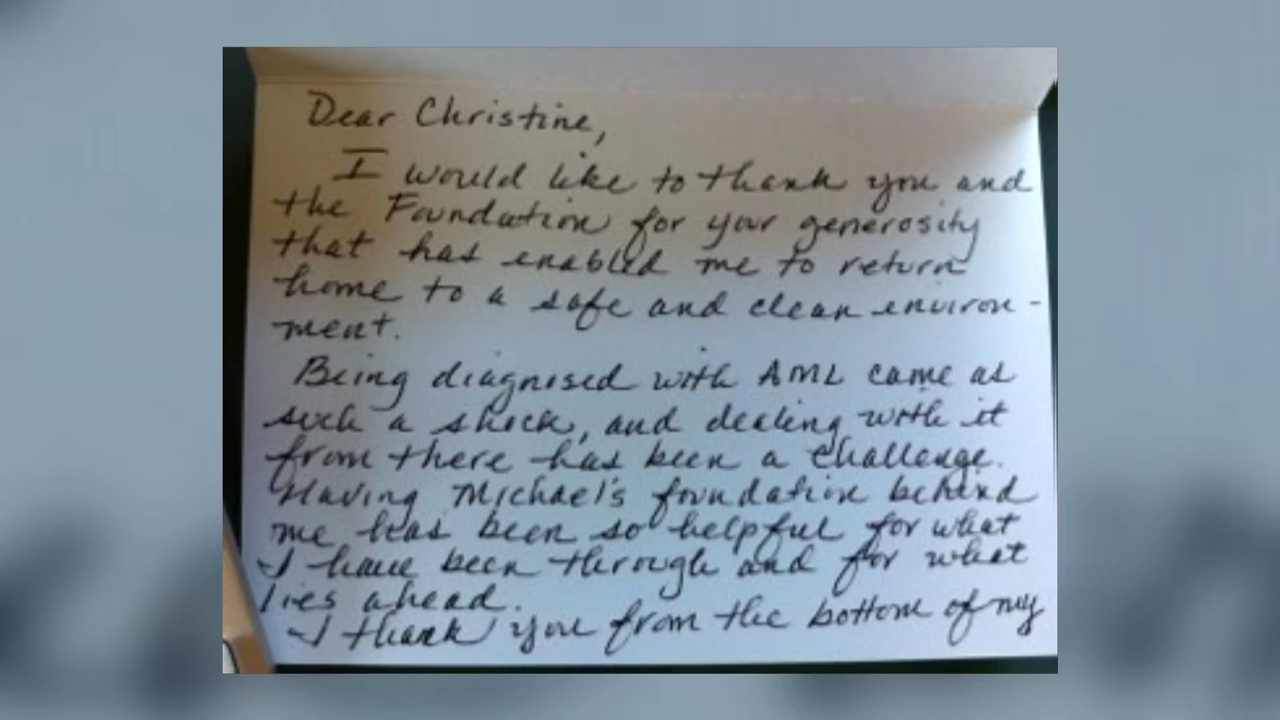 Dear Christine,
I would like to thank you and
the Foundation for your generosity
that has enabled me to return
home to a safe and clean environ-
ment.
Being diagnosed with AML came as
such a shock, and dealing with it
from there has been a challenge.
Having Michael's foundation behind
me has been so helpful for what
I have been through and for what
lies ahead.
I thank you from the bottom of my